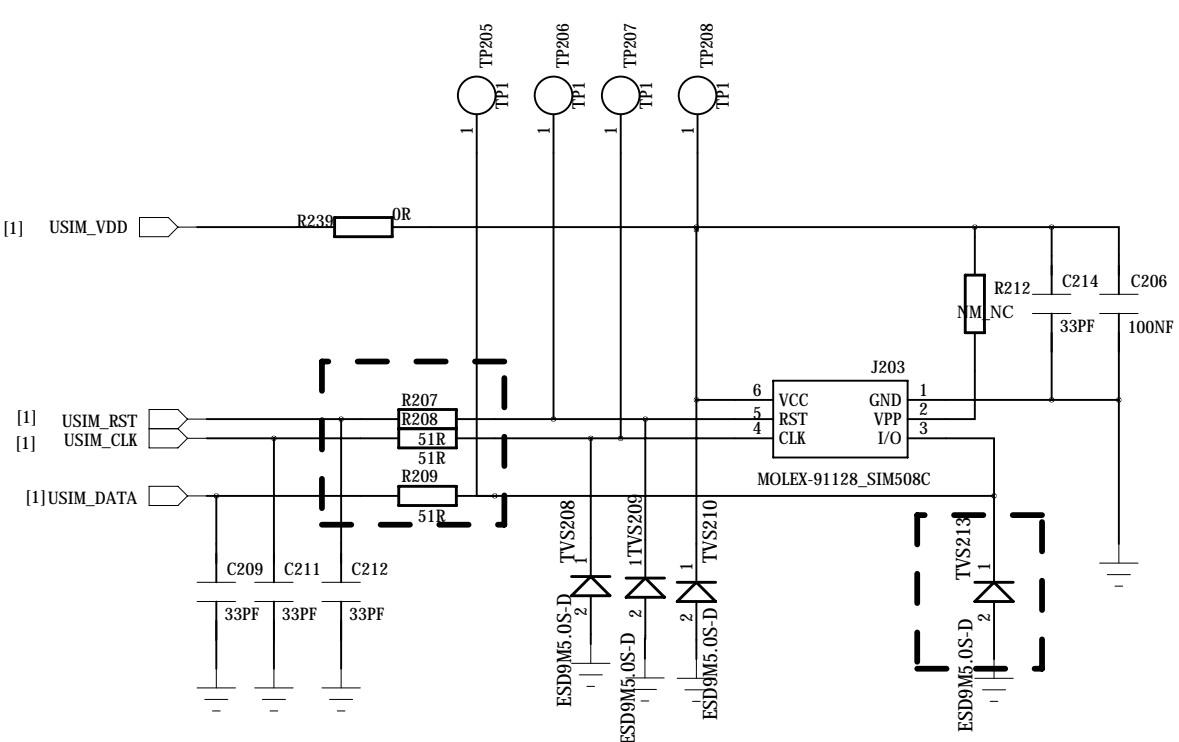 TP205
TP1
1
TP206
TP1
1
TP207
TP1
1
TP208
TP1
1
[1] USIM_VDD
R239
0R
R212
NM_NC
C214
33PF
C206
100NF
J203
6 VCC GND 1
5 RST VPP 2
4 CLK I/O 3
MOLEX-91128_SIM508C
[1] USIM_RST
[1] USIM_CLK
[1] USIM_DATA
R207
R208
51R
51R
R209
51R
C209
33PF
C211
33PF
C212
33PF
TVS208
1
2
ESD9M5.0S-D
TVS209
1
2
ESD9M5.0S-D
TVS210
1
2
ESD9M5.0S-D
TVS213
1
2
ESD9M5.0S-D